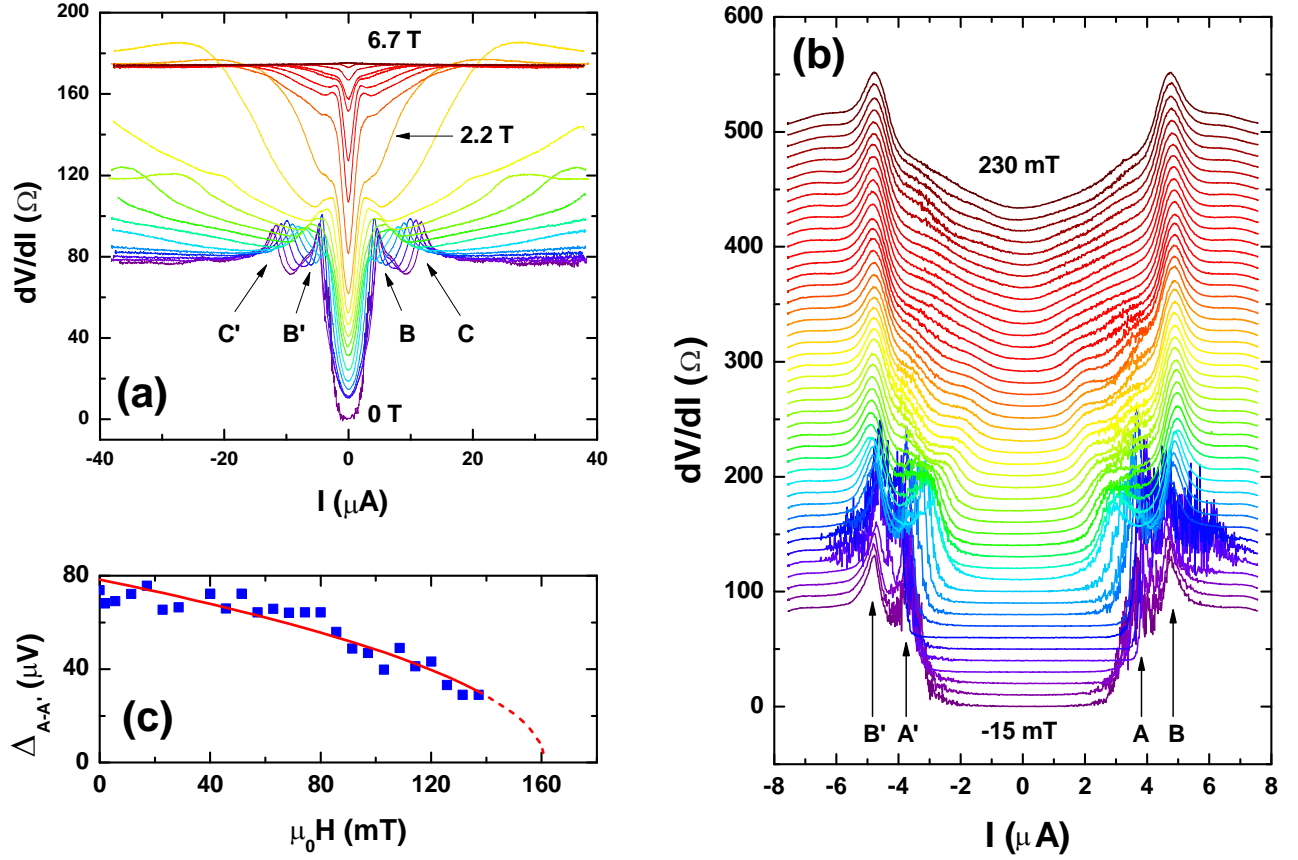 200
160
120
80
40
0
dV/dI (Ω)
6.7 T
2.2 T
C'
B'
B
C
(a)
0 T
-40
-20
0
20
40
I (μA)
80
40
0
Δ A-A' (μV)
(c)
0
40
80
120
160
μ0H (mT)
600
500
400
300
200
100
0
dV/dI (Ω)
(b)
230 mT
B'
A'
-15 mT
A
B
-8
-6
-4
-2
0
2
4
6
8
I (μ A)